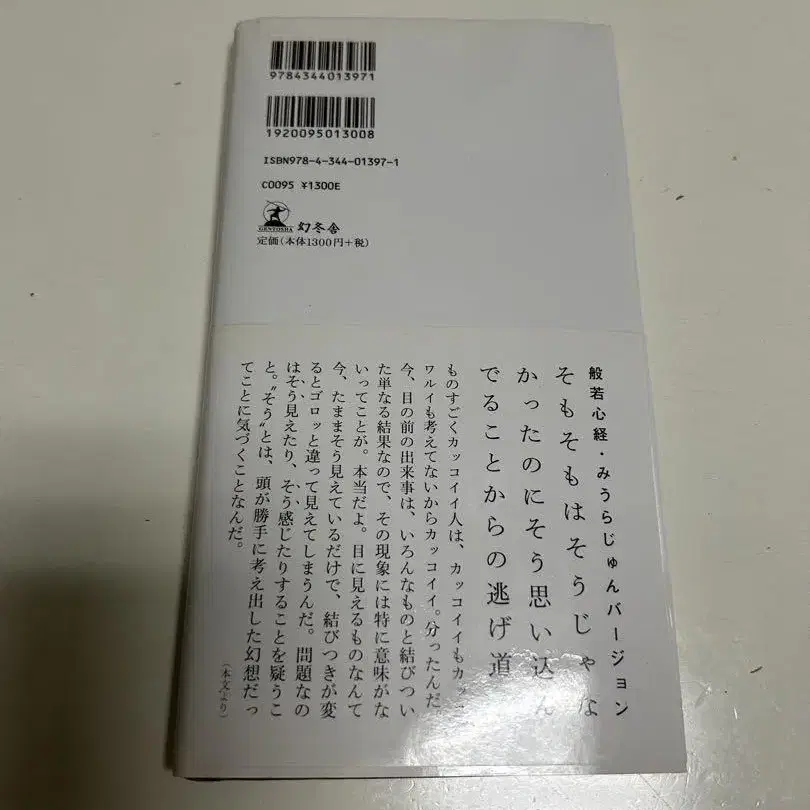 9784344013971
1920095013008
ISBN978-4-344-01397-1
C0095 ¥1300E
GENTOSHA
幻冬舎
定価(本体1300円+税)
般若心経・みうらじゅんバージョン
そもそもはそうじゃな
かったのにそう思い込ん
でることからの逃げ道
ものすごくカッコイイ人は、カッコイイもカッコ
ワルイも考えてないからカッコイイ。分ったんだ。
今、目の前の出来事は、いろんなものと結びつい
た単なる結果なので、その現象には特に意味がな
いってことが。本当だよ。目に見えるものなんて
今、たままそう見えているだけで、結びつきが変
るとゴロッと違って見えてしまうんだ。問題なの
はそう見えたり、そう感じたりすることを疑うこ
と。〝そう〟とは、頭が勝手に考え出した幻想だっ
てことに気づくことなんだ。
(本文より)